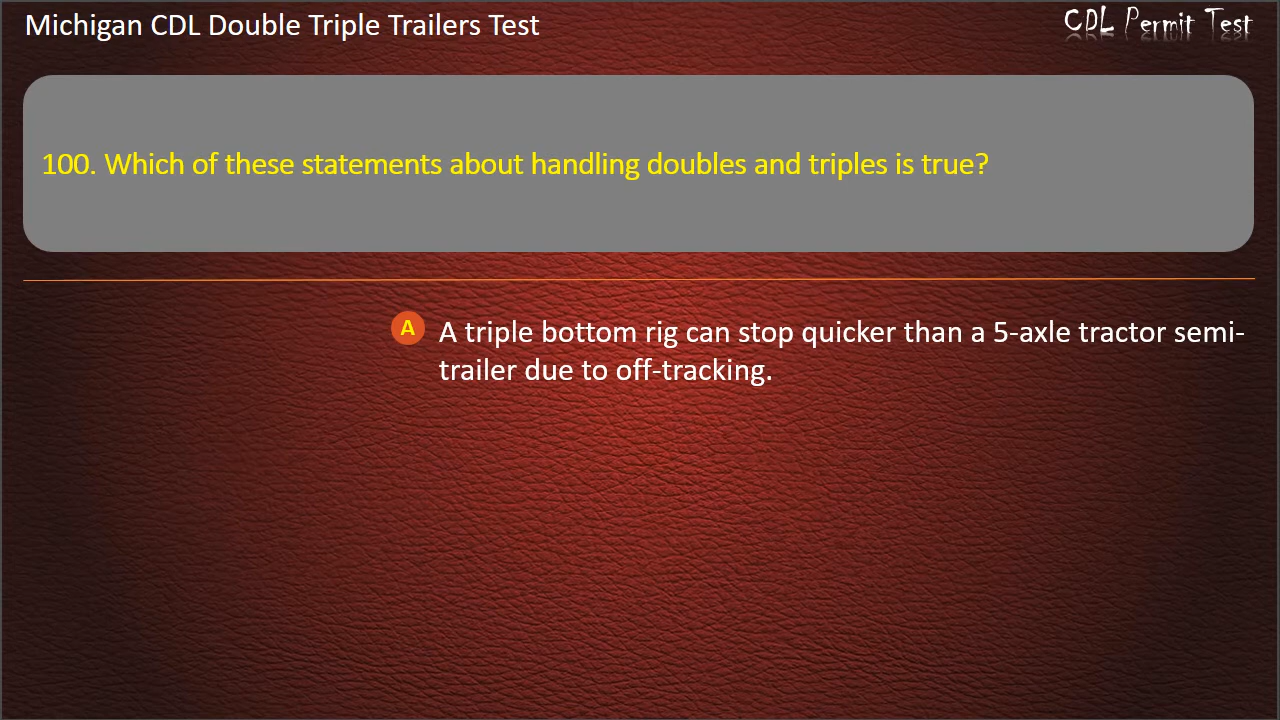 Michigan CDL Double Triple Trailers Test
CDL Permit Test
100. Which of these statements about handling doubles and triples is true?
A
A triple bottom rig can stop quicker than a 5-axle tractor semi-
trailer due to off-tracking.